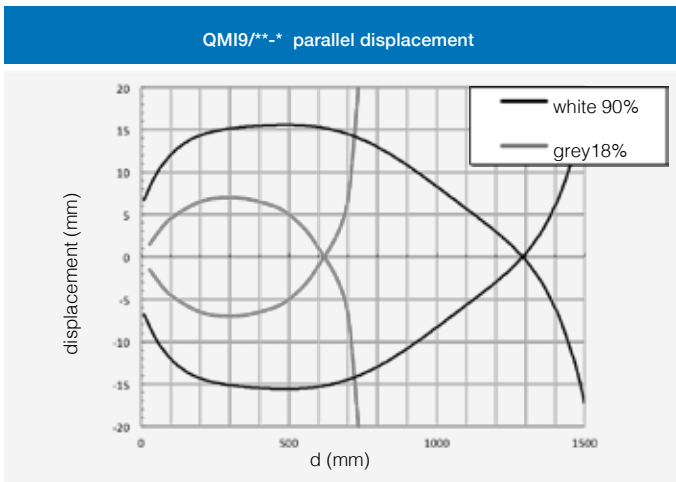 QMI9/**-* parallel displacement
white 90%
grey18%
displacement (mm)
20
15
10
5
0
-5
-10
-15
-20
0 500 1000 1500
d (mm)